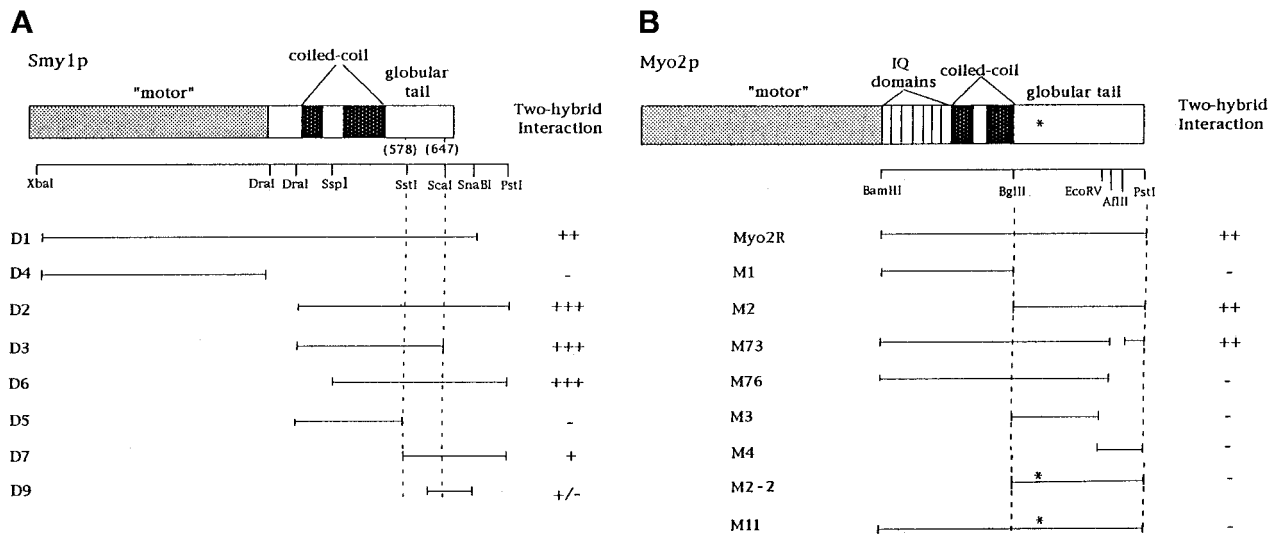 A
Smy1p
coiled-coil
"motor"
globular
tail
Two-hybrid
Interaction
(578) (647)
XbaI DraI DraI SspI SstI ScaI SnaBI PstI
D1 ++
D4 -
D2 +++
D3 +++
D6 +++
D5 -
D7 +
D9 +/-
B
Myo2p
"motor"
IQ
domains
coiled-coil
globular tail
Two-hybrid
Interaction
*
BamHI BglII EcoRV AflII PstI
Myo2R ++
M1 -
M2 ++
M73 ++
M76 -
M3 -
M4 -
M2-2 * -
M11 * -